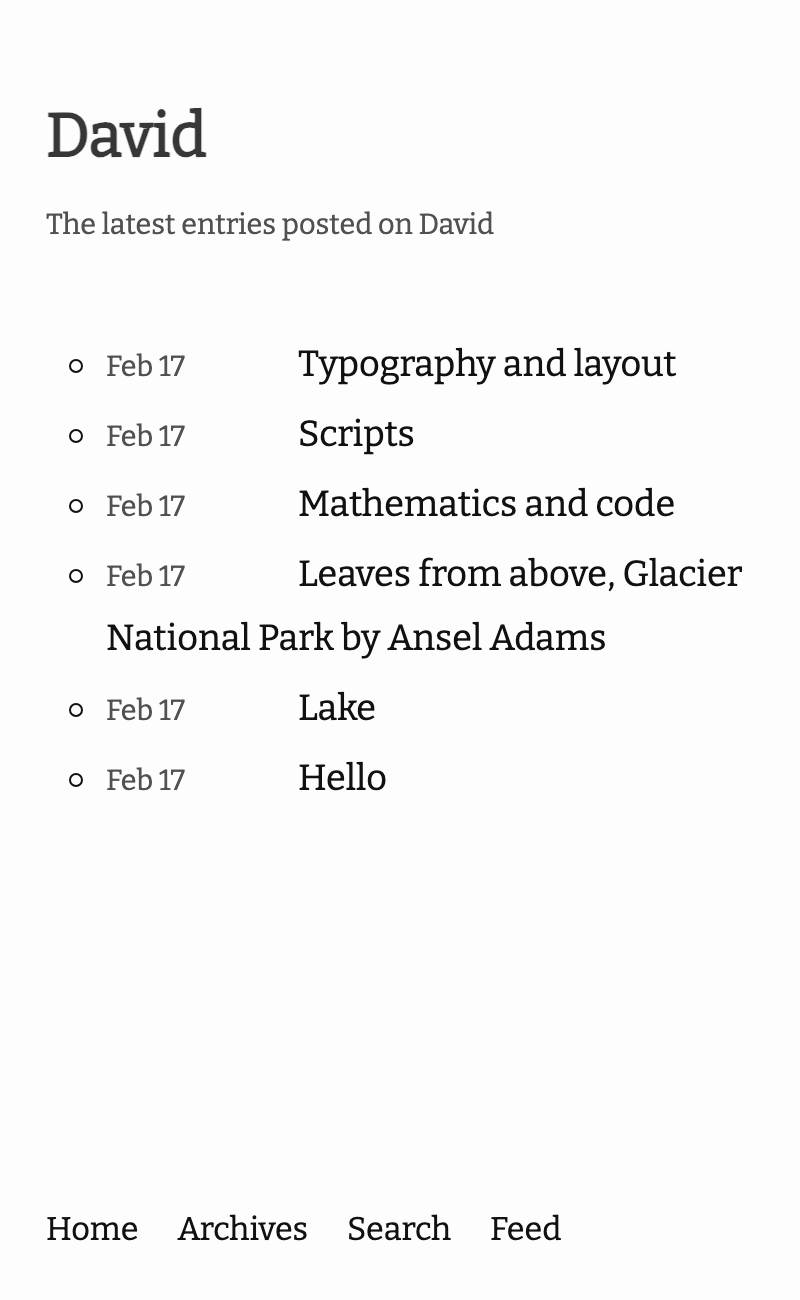 David
The latest entries posted on David
Feb 17 Typography and layout
Feb 17 Scripts
Feb 17 Mathematics and code
Feb 17 Leaves from above, Glacier
National Park by Ansel Adams
Feb 17 Lake
Feb 17 Hello
Home Archives Search Feed